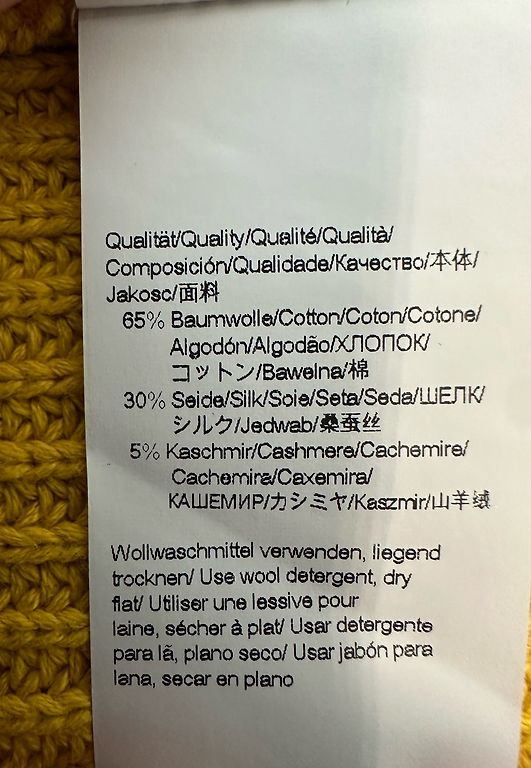 Qualität/Quality/Qualité/Qualità/
Composición/Qualidade/Качество/本体/
Jakosc/面料
65% Baumwolle/Cotton/Coton/Cotone/
Algodón/Algodão/ХЛОПОК/
コットン/Bawelna/棉
30% Seide/Silk/Soie/Seta/Seda/ШЕЛК/
シルク/Jedwab/桑蚕丝
5% Kaschmir/Cashmere/Cachemire/
Cachemira/Caxemira/
КАШЕМИР/カシミヤ/Kaszmir/山羊绒
Wollwaschmittel verwenden, liegend
trocknen/ Use wool detergent, dry
flat/ Utiliser une lessive pour
laine, sécher à plat/ Usar detergente
para lã, plano seco/ Usar jabón para
lana, secar en plano